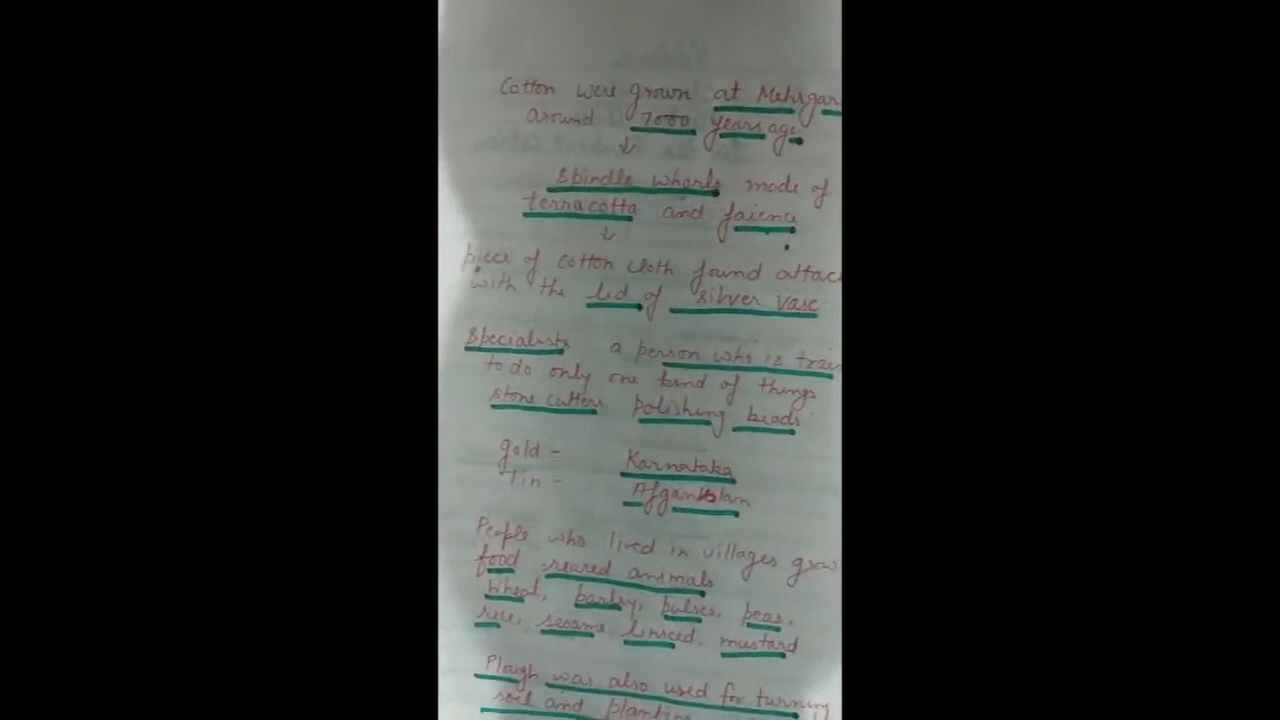 Cotton were grown at Mehrgar
around 7000 years ago
↓
Spindle whorls made of
terracotta and faience
↓
piece of cotton cloth found attac
with the lid of silver vase
Specialists a person who is train
to do only one kind of things
stone cutters. polishing beads
gold - Karnataka
Tin - Afganistan
People who lived in villages grow
food reared animals
Wheat, barley, pulses, peas,
rice, sesame linseed, mustard
Plough was also used for turning
soil and planting